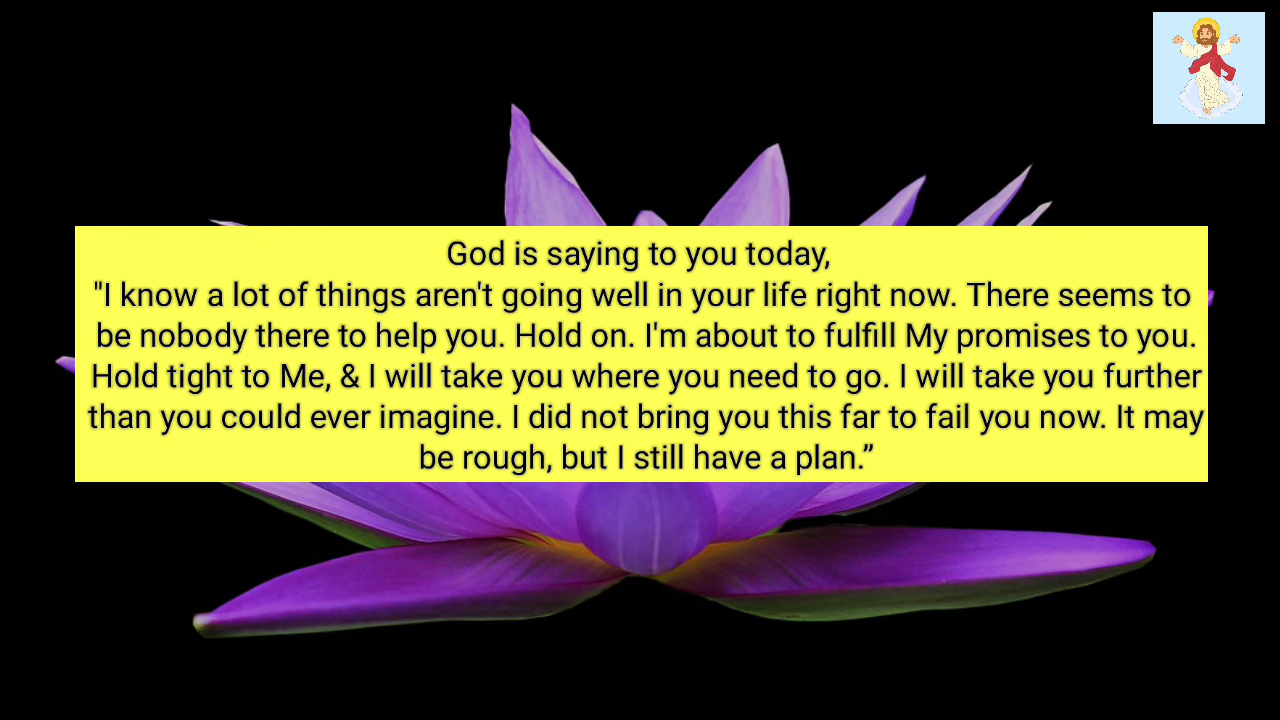 God is saying to you today,
"I know a lot of things aren't going well in your life right now. There seems to
be nobody there to help you. Hold on. I'm about to fulfill My promises to you.
Hold tight to Me, & I will take you where you need to go. I will take you further
than you could ever imagine. I did not bring you this far to fail you now. It may
be rough, but I still have a plan.”